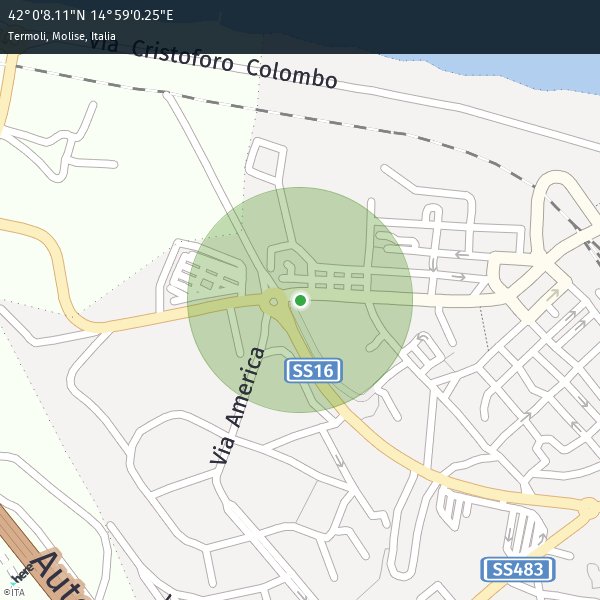 42°0'8.11"N 14°59'0.25"E
Termoli, Molise, Italia
Via Cristoforo Colombo
SS16
Via America
SS483
Auto
here
©ITA